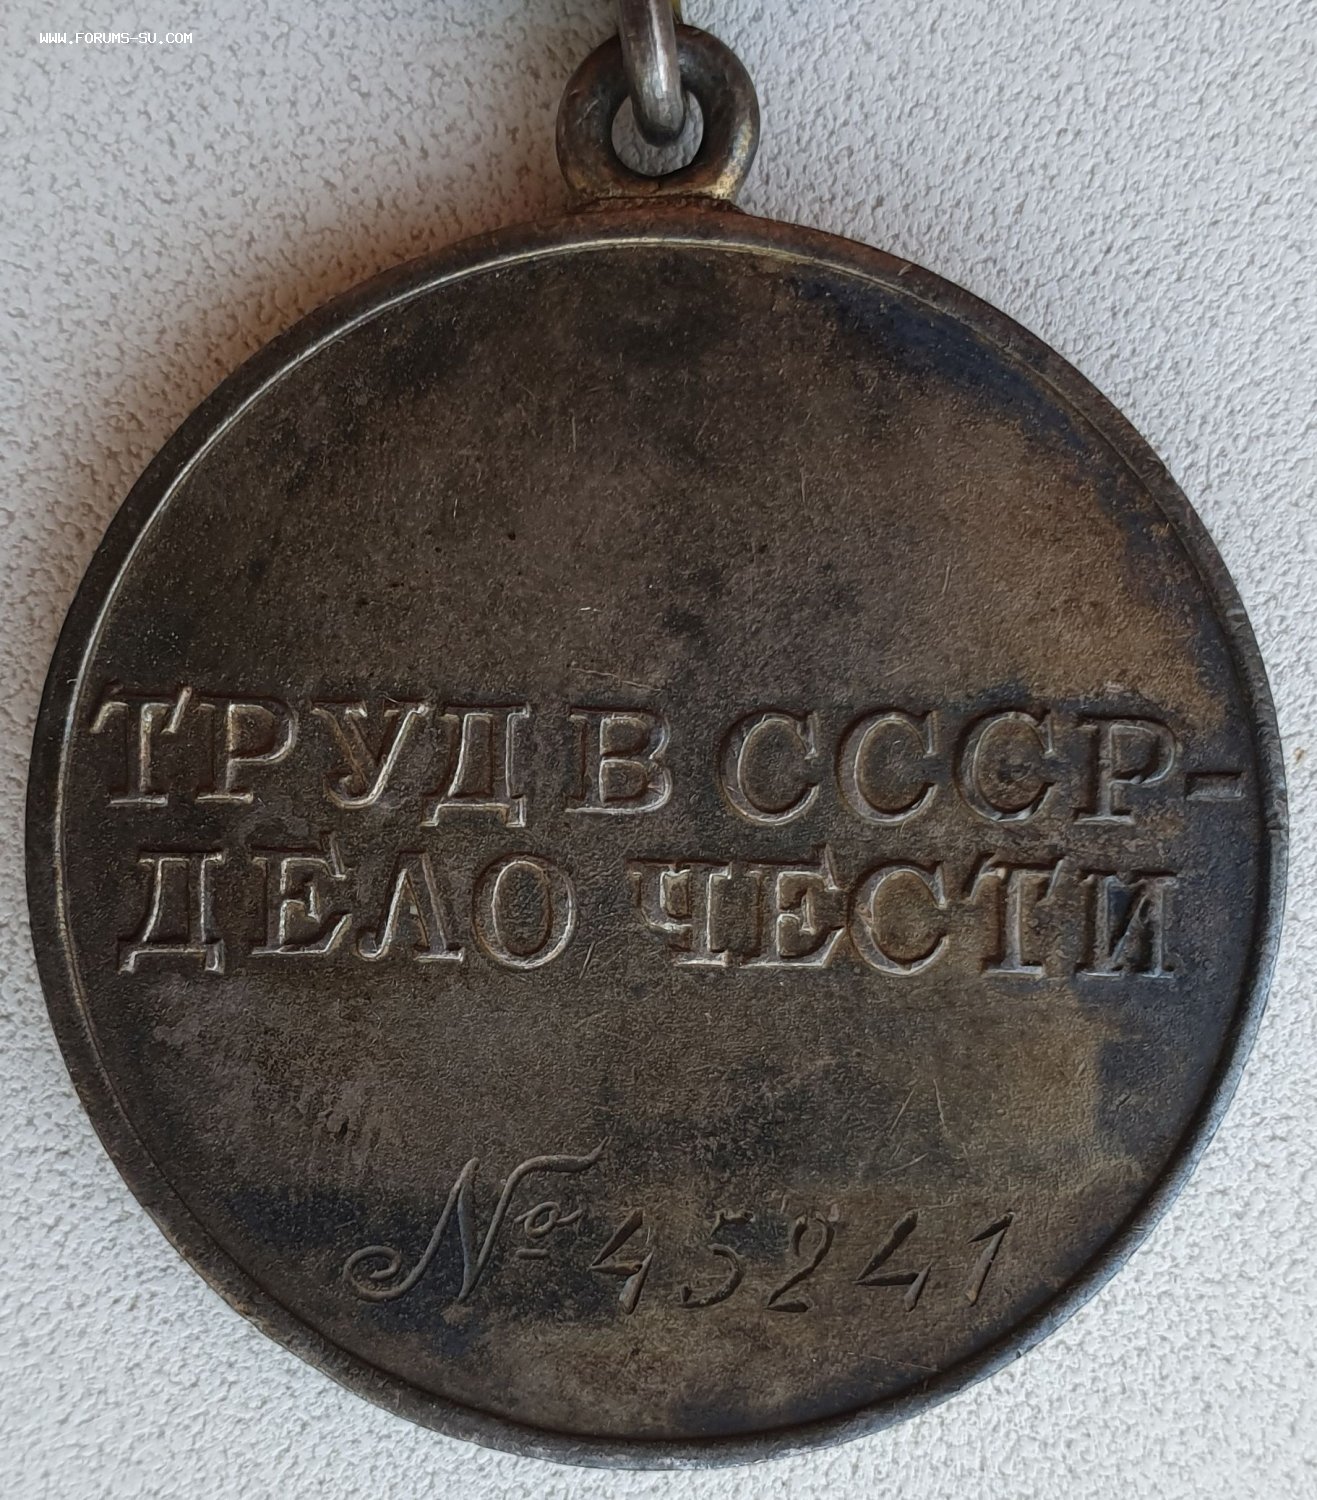 WWW.FORUMS-SU.COM
ТРУД В СССР-
ДЕЛО ЧЕСТИ
№ 45241